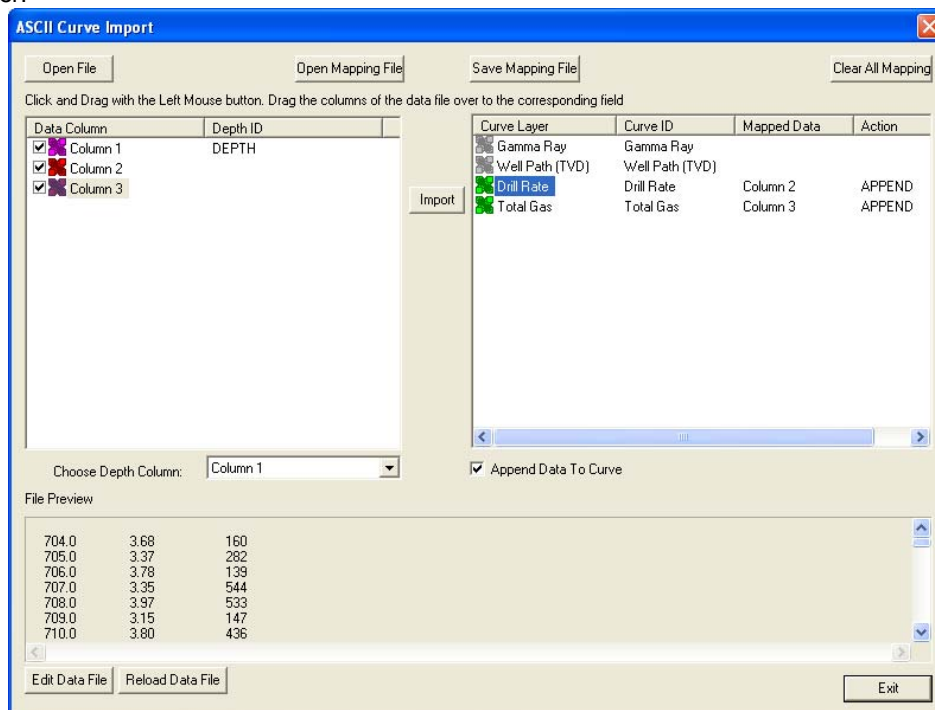 ASCII Curve Import
Open File Open Mapping File Save Mapping File Clear All Mapping
Click and Drag with the Left Mouse button. Drag the columns of the data file over to the corresponding field
Data Column Depth ID
Column 1 DEPTH
Column 2
Column 3
Import
Curve Layer Curve ID Mapped Data Action
Gamma Ray Gamma Ray
Well Path (TVD) Well Path (TVD)
Drill Rate Drill Rate Column 2 APPEND
Total Gas Total Gas Column 3 APPEND
Choose Depth Column: Column 1
Append Data To Curve
File Preview
704.0 3.68 160
705.0 3.37 282
706.0 3.78 139
707.0 3.35 544
708.0 3.97 533
709.0 3.15 147
710.0 3.80 436
Edit Data File Reload Data File Exit